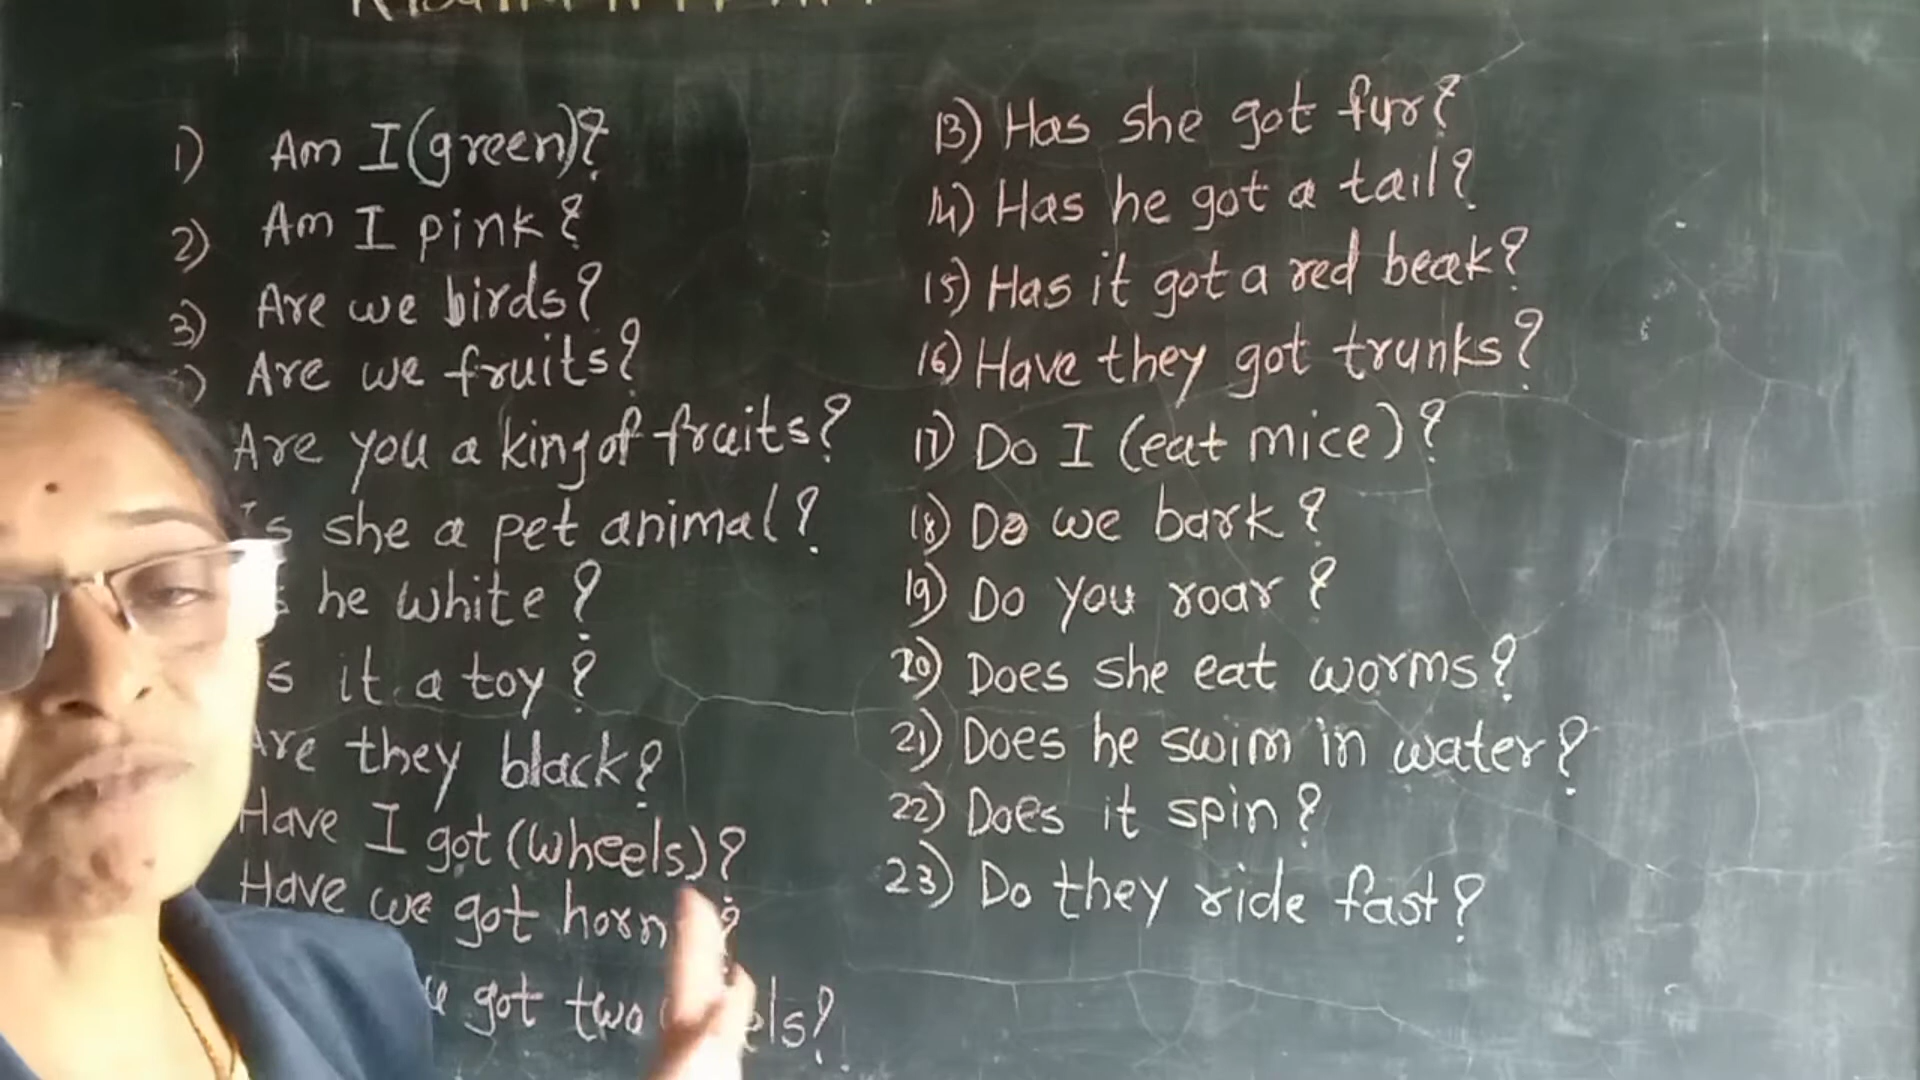 1) Am I (green)?
2) Am I pink?
3) Are we birds?
Are we fruits?
Are you a king of fruits?
she a pet animal?
he white?
it a toy?
Are they black?
Have I got (wheels)?
Have we got
got two
13) Has she got fur?
14) Has he got a tail?
15) Has it got a red beak?
16) Have they got trunks?
17) Do I (eat mice)?
18) Do we bark?
19) Do you roar?
20) Does she eat worms?
21) Does he swim in water?
22) Does it spin?
23) Do they ride fast?